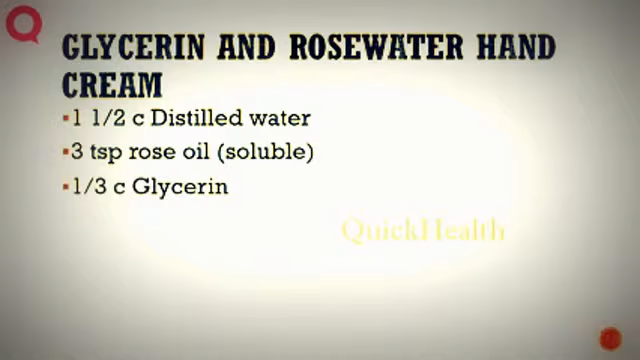 GLYCERIN AND ROSEWATER HAND
CREAM
▪1 1/2 c Distilled water
▪3 tsp rose oil (soluble)
▪1/3 c Glycerin
QuickHealth